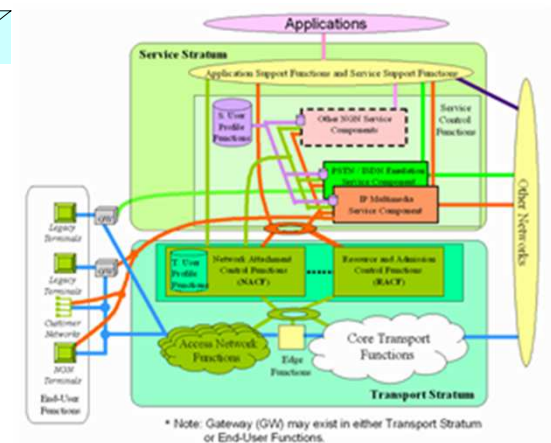 Applications
Service Stratum
Application Support Functions and Service Support Functions
S. User
Profile
Functions
Other NGN Service
Components
Service
Control
Functions
PSTN / ISDN Emulation
Service Component
IP Multimedia
Service Component
Other Networks
GW
Legacy
Terminals
GW
Legacy
Terminals
Customer
Networks
NGN
Terminals
End-User
Functions
T. User
Profile
Functions
Network Attachment
Control Functions
(NACF)
Resource and Admission
Control Functions
(RACF)
Access Network
Functions
Edge
Functions
Core Transport
Functions
Transport Stratum
* Note: Gateway (GW) may exist in either Transport Stratum
or End-User Functions.